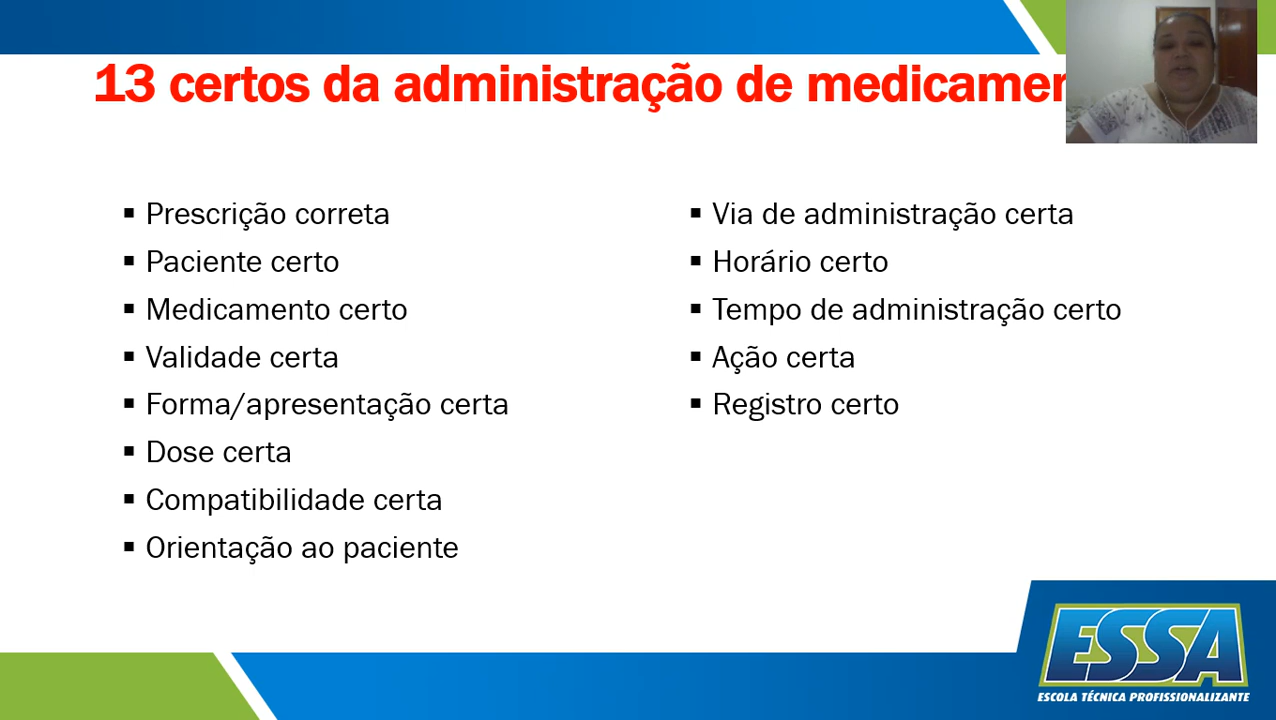 13 certos da administração de
Prescrição correta
Paciente certo
Medicamento certo
Validade certa
Forma/apresentação certa
Dose certa
Compatibilidade certa
Orientação ao paciente
Via de administração certa
Horário certo
Tempo de administração certo
Ação certa
Registro certo
ESSA
ESCOLA TÉCNICA PROFISSIONALIZANTE